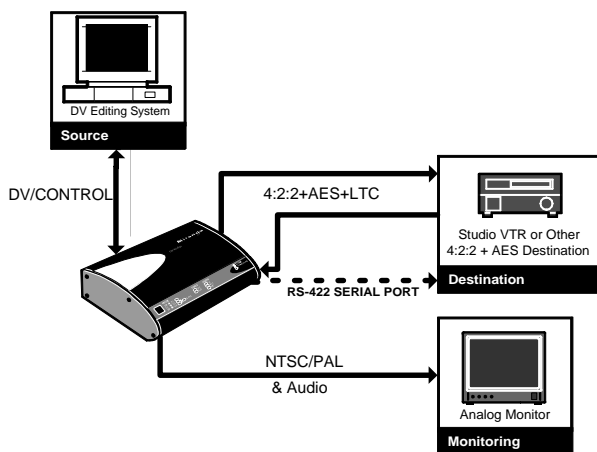 DV Editing System
Source
DV/CONTROL
4:2:2+AES+LTC
Miranda
Studio VTR or Other
4:2:2 + AES Destination
Destination
RS-422 SERIAL PORT
NTSC/PAL
& Audio
Analog Monitor
Monitoring